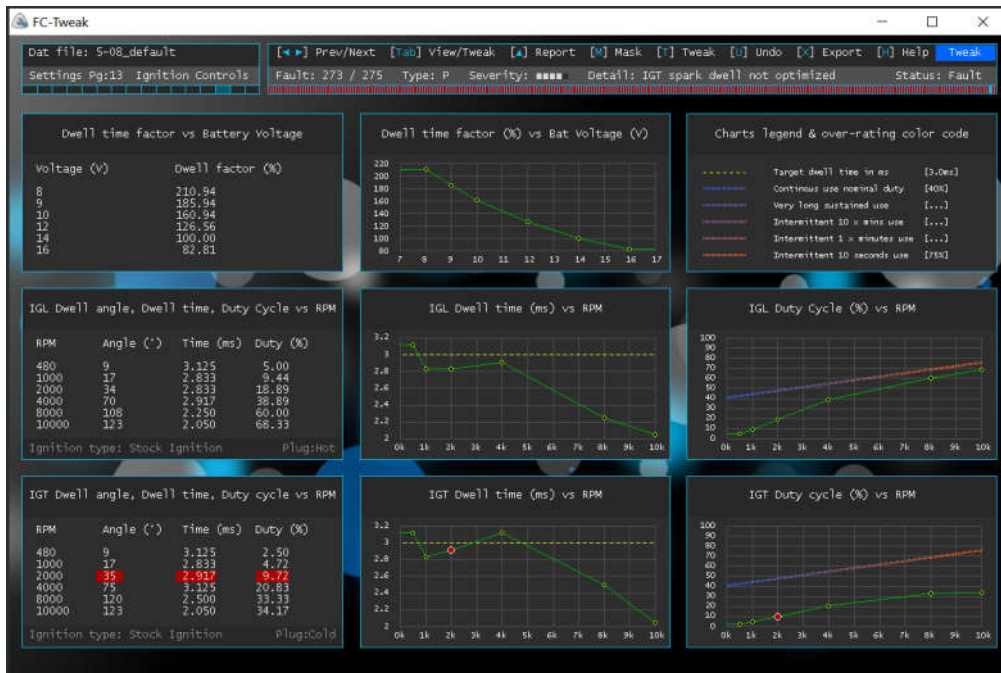 FC-Tweak
Dat file: S-08_default
[◄ ►] Prev/Next [Tab] View/Tweak [▲] Report [M] Mask [T] Tweak [U] Undo [X] Export [H] Help Tweak
Settings Pg:13 Ignition Controls
Fault: 273 / 275 Type: P Severity: Detail: IGT spark dwell not optimized Status: Fault
Dwell time factor vs Battery Voltage
Voltage (V) Dwell factor (%)
8 210.94
9 185.94
10 160.94
12 126.56
14 100.00
16 82.81
Dwell time factor (%) vs Bat Voltage (V)
220
200
180
160
140
120
100
80
7 8 9 10 11 12 13 14 15 16 17
Charts legend & over-rating color code
Target dwell time in ms [3.0ms]
Continous use nominal duty [40%]
Very long sustained use [...]
Intermittent 10 x mins use [...]
Intermittent 1 x minutes use [...]
Intermittent 10 seconds use [75%]
IGL Dwell angle, Dwell time, Duty Cycle vs RPM
RPM Angle (°) Time (ms) Duty (%)
480 9 3.125 5.00
1000 17 2.833 9.44
2000 34 2.833 18.89
4000 70 2.917 38.89
8000 108 2.250 60.00
10000 123 2.050 68.33
Ignition type: Stock Ignition Plug:Hot
IGL Dwell time (ms) vs RPM
3.2
3
2.8
2.6
2.4
2.2
2
0k 1k 2k 3k 4k 5k 6k 7k 8k 9k 10k
IGL Duty Cycle (%) vs RPM
100
90
80
70
60
50
40
30
20
10
0
0k 1k 2k 3k 4k 5k 6k 7k 8k 9k 10k
IGT Dwell angle, Dwell time, Duty cycle vs RPM
RPM Angle (°) Time (ms) Duty (%)
480 9 3.125 2.50
1000 17 2.833 4.72
2000 35 2.917 9.72
4000 75 3.125 20.83
8000 120 2.500 33.33
10000 123 2.050 34.17
Ignition type: Stock Ignition Plug:Cold
IGT Dwell time (ms) vs RPM
3.2
3
2.8
2.6
2.4
2.2
2
0k 1k 2k 3k 4k 5k 6k 7k 8k 9k 10k
IGT Duty cycle (%) vs RPM
100
90
80
70
60
50
40
30
20
10
0
0k 1k 2k 3k 4k 5k 6k 7k 8k 9k 10k